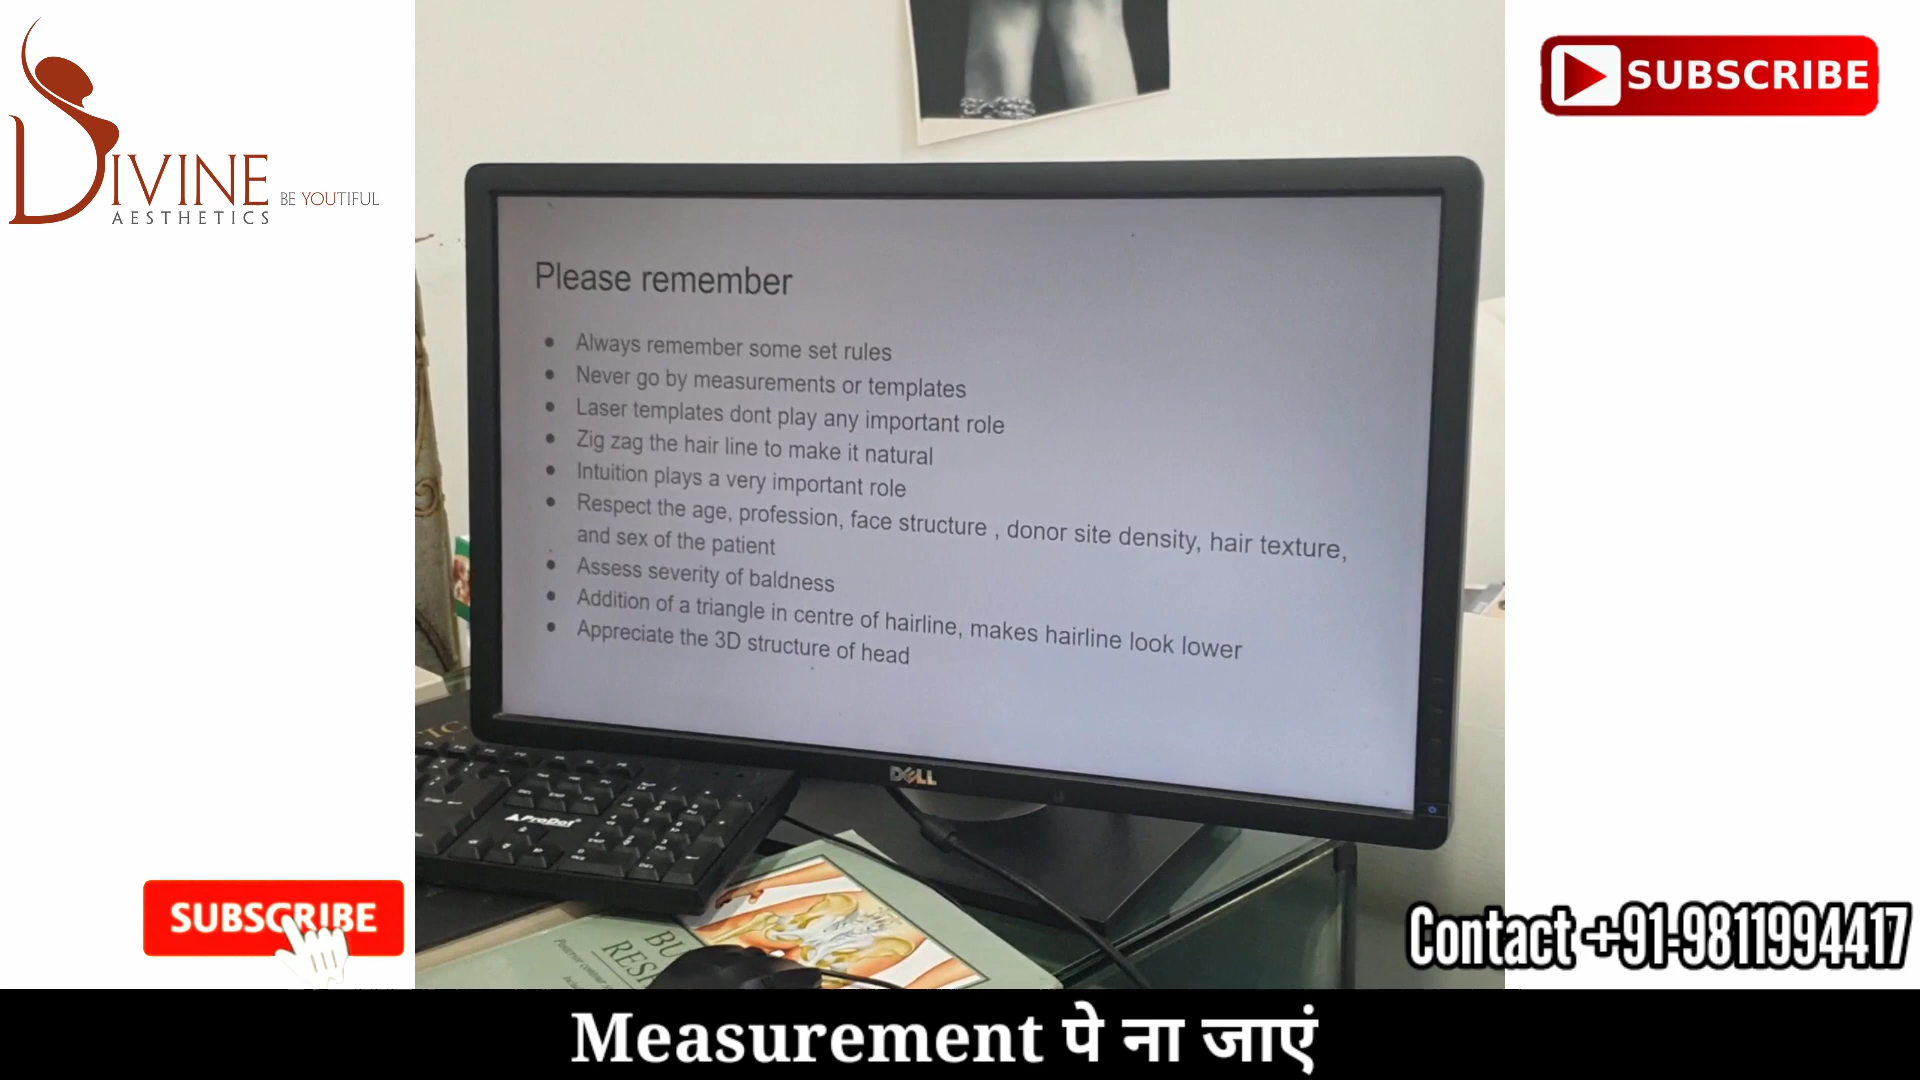 DIVINE
AESTHETICS
BE YOUTIFUL
SUBSCRIBE
Please remember
Always remember some set rules
Never go by measurements or templates
Laser templates dont play any important role
Zig zag the hair line to make it natural
Intuition plays a very important role
Respect the age, profession, face structure , donor site density, hair texture,
and sex of the patient
Assess severity of baldness
Addition of a triangle in centre of hairline, makes hairline look lower
Appreciate the 3D structure of head
DELL
ProDot
SUBSCRIBE
Contact +91-9811994417
Measurement पे ना जाएं